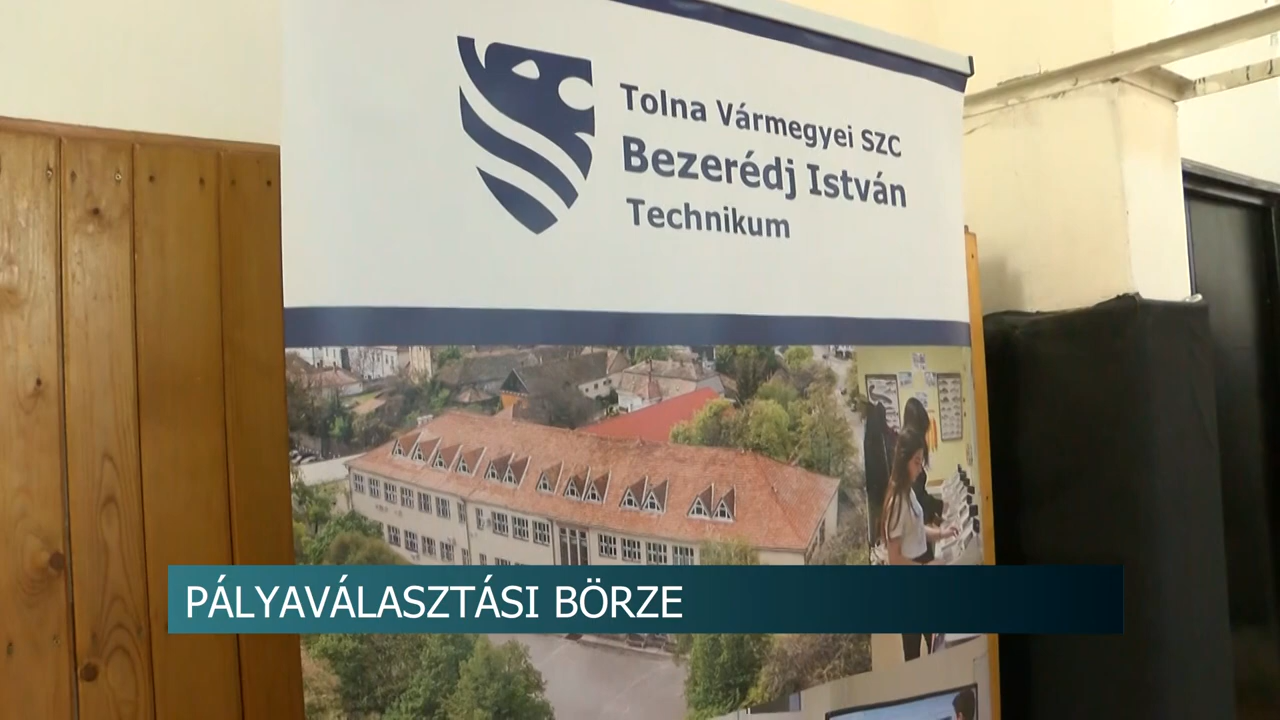 Tolna Vármegyei SZC
Bezerédj István
Technikum
PÁLYAVÁLASZTÁSI BÖRZE